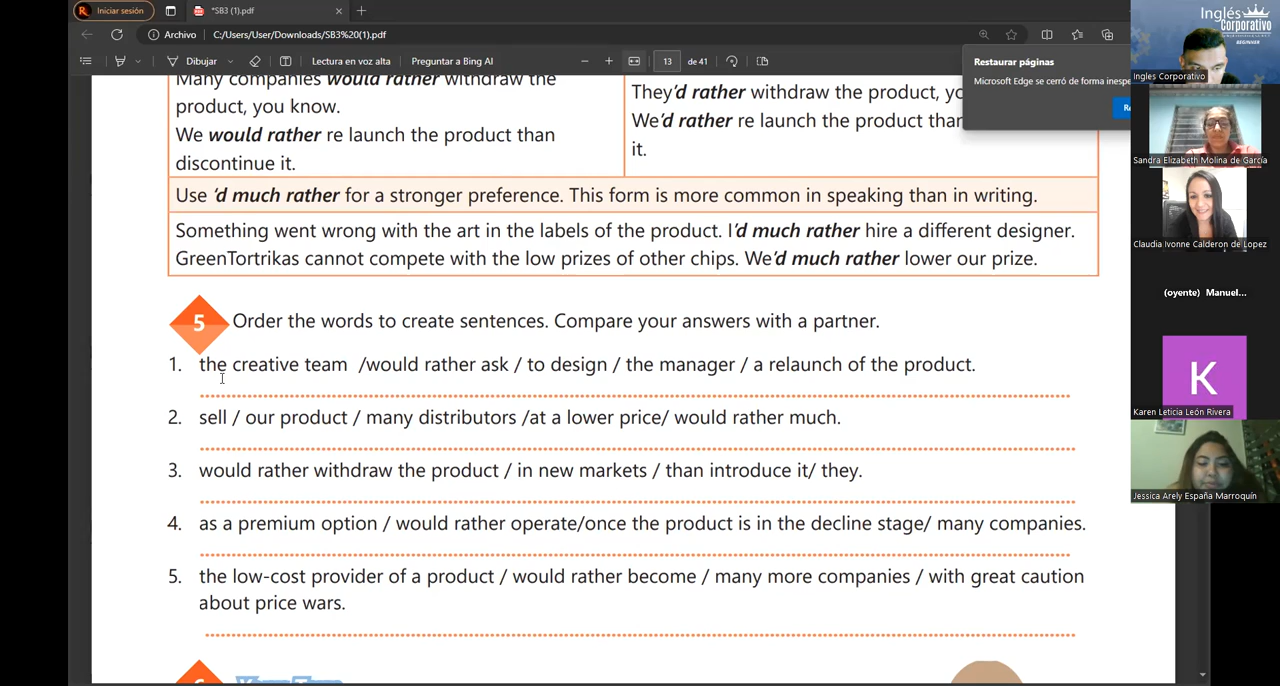 Iniciar sesión
*SB3 (1).pdf
Archivo C:/Users/User/Downloads/SB3%20(1).pdf
Dibujar Lectura en voz alta Preguntar a Bing AI 13 de 41
Restaurar páginas
Microsoft Edge se cerró de forma inespe
Re
Many companies would rather withdraw the
product, you know.
We would rather re launch the product than
discontinue it.
They'd rather withdraw the product, yo
We'd rather re launch the product than
it.
Use 'd much rather for a stronger preference. This form is more common in speaking than in writing.
Something went wrong with the art in the labels of the product. I'd much rather hire a different designer.
GreenTortrikas cannot compete with the low prizes of other chips. We'd much rather lower our prize.
5 Order the words to create sentences. Compare your answers with a partner.
1. the creative team /would rather ask / to design / the manager / a relaunch of the product.
2. sell / our product / many distributors /at a lower price/ would rather much.
3. would rather withdraw the product / in new markets / than introduce it/ they.
4. as a premium option / would rather operate/once the product is in the decline stage/ many companies.
5. the low-cost provider of a product / would rather become / many more companies / with great caution
about price wars.
Inglés
Corporativo
BEGINNER
Ingles Corporativo
Sandra Elizabeth Molina de García
Claudia Ivonne Calderon de Lopez
(oyente) Manuel...
K
Karen Leticia León Rivera
Jessica Arely España Marroquín